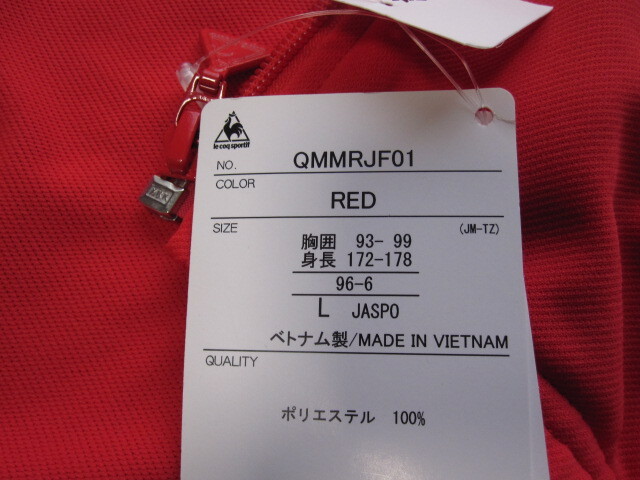 le coq sportif
NO. QMMRJF01
COLOR
RED
SIZE (JM-TZ)
胸囲 93- 99
身長 172-178
96-6
L JASPO
ベトナム製/MADE IN VIETNAM
QUALITY
ポリエステル 100%